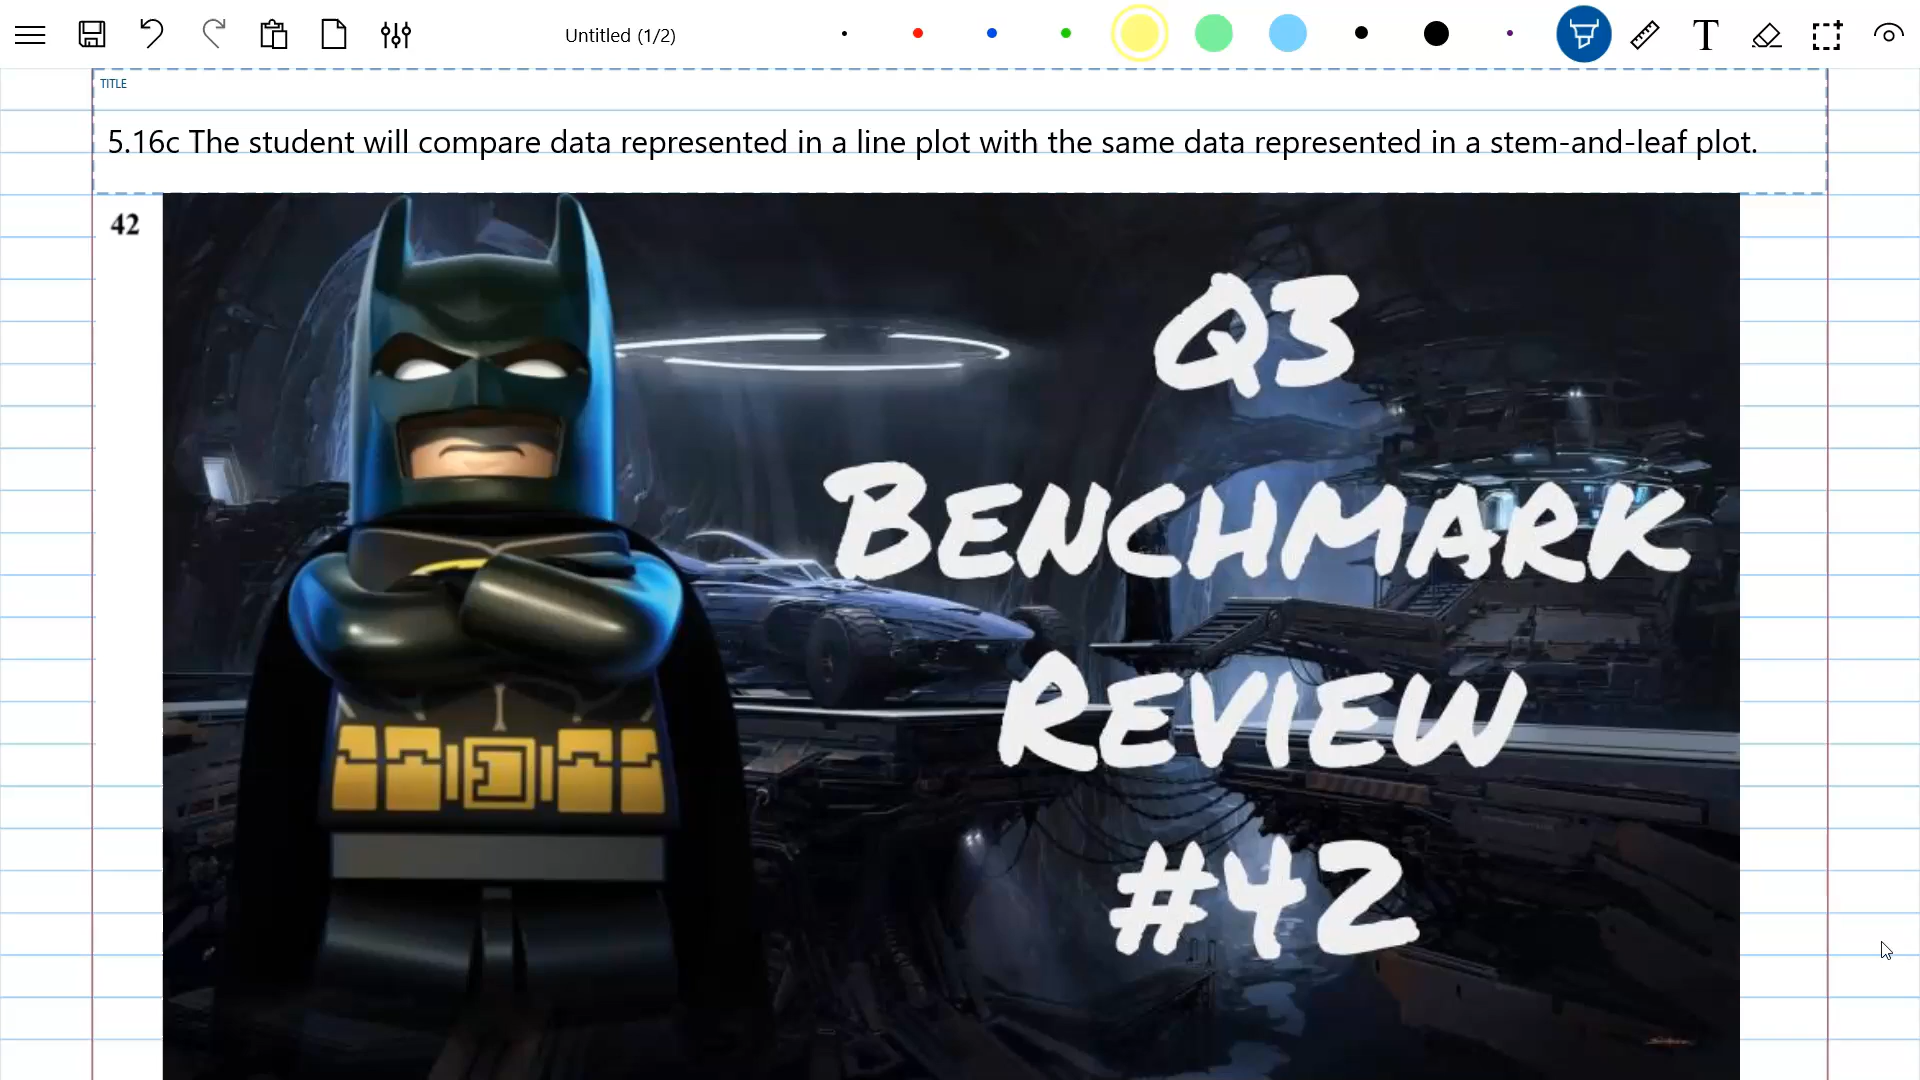 Untitled (1/2)
T
TITLE
5.16c The student will compare data represented in a line plot with the same data represented in a stem-and-leaf plot.
42
Q3
BENCHMARK
REVIEW
#42